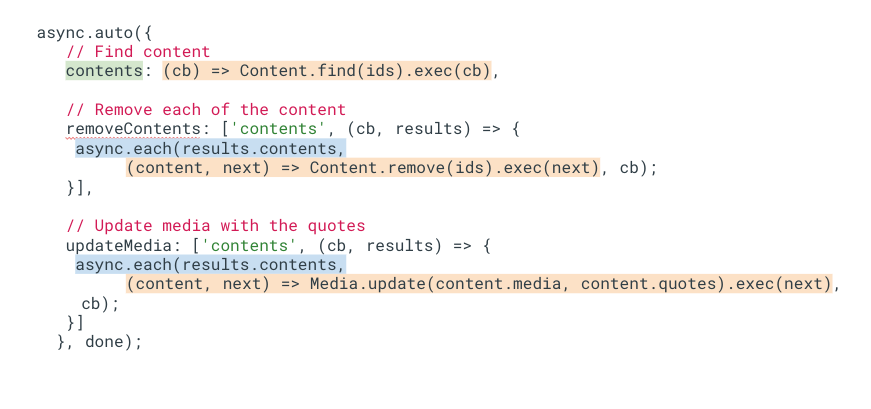 async.auto({
// Find content
contents: (cb) => Content.find(ids).exec(cb),
// Remove each of the content
removeContents: ['contents', (cb, results) => {
async.each(results.contents,
(content, next) => Content.remove(ids).exec(next), cb);
}],
// Update media with the quotes
updateMedia: ['contents', (cb, results) => {
async.each(results.contents,
(content, next) => Media.update(content.media, content.quotes).exec(next),
cb);
}]
}, done);